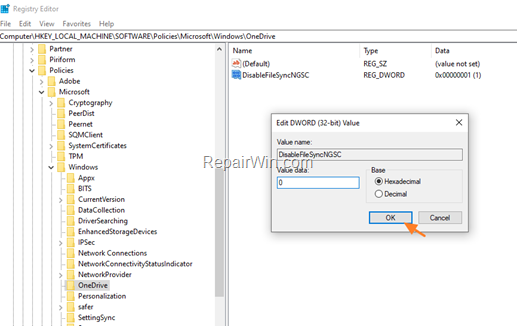 Registry Editor
File Edit View Favorites Help
Computer\HKEY_LOCAL_MACHINE\SOFTWARE\Policies\Microsoft\Windows\OneDrive
Partner
Piriform
Policies
Adobe
Microsoft
Cryptography
PeerDist
Peernet
SQMClient
SystemCertificates
TPM
Windows
Appx
BITS
CurrentVersion
DataCollection
DriverSearching
EnhancedStorageDevices
IPSec
Network Connections
NetworkConnectivityStatusIndicator
NetworkProvider
OneDrive
Personalization
safer
SettingSync
Name Type Data
(Default) REG_SZ (value not set)
DisableFileSyncNGSC REG_DWORD 0x00000001 (1)
Edit DWORD (32-bit) Value
Value name:
DisableFileSyncNGSC
Value data: Base
0 Hexadecimal
Decimal
OK Cancel
RepairWin.com